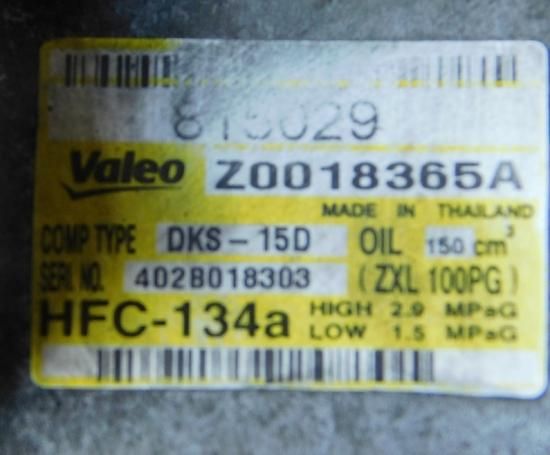 815029
Valeo Z0018365A
MADE IN THAILAND
COMP TYPE DKS-15D OIL 150 cm³
SERI. NO. 402B018303 (ZXL 100PG)
HFC-134a HIGH 2.9 MPaG
LOW 1.5 MPaG